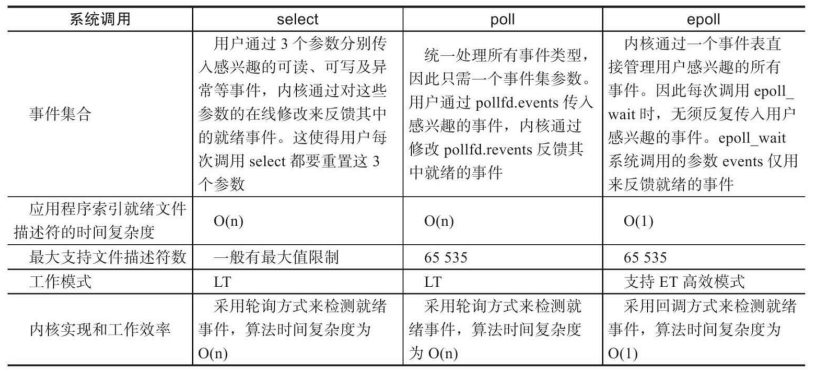 系统调用 select poll epoll
事件集合
用户通过 3 个参数分别传
入感兴趣的可读、可写及异
常等事件，内核通过对这些
参数的在线修改来反馈其中
的就绪事件。这使得用户每
次调用 select 都要重置这 3
个参数
统一处理所有事件类型，
因此只需一个事件集参数。
用户通过 pollfd.events 传入
感兴趣的事件，内核通过
修改 pollfd.revents 反馈其
中就绪的事件
内核通过一个事件表直
接管理用户感兴趣的所有
事件。因此每次调用 epoll_
wait 时，无须反复传入用户
感兴趣的事件。epoll_wait
系统调用的参数 events 仅用
来反馈就绪的事件
应用程序索引就绪文件
描述符的时间复杂度
O(n) O(n) O(1)
最大支持文件描述符数 一般有最大值限制 65 535 65 535
工作模式 LT LT 支持 ET 高效模式
内核实现和工作效率
采用轮询方式来检测就绪
事件，算法时间复杂度为
O(n)
采用轮询方式来检测就
绪事件，算法时间复杂度
为 O(n)
采用回调方式来检测就绪
事件，算法时间复杂度为
O(1)